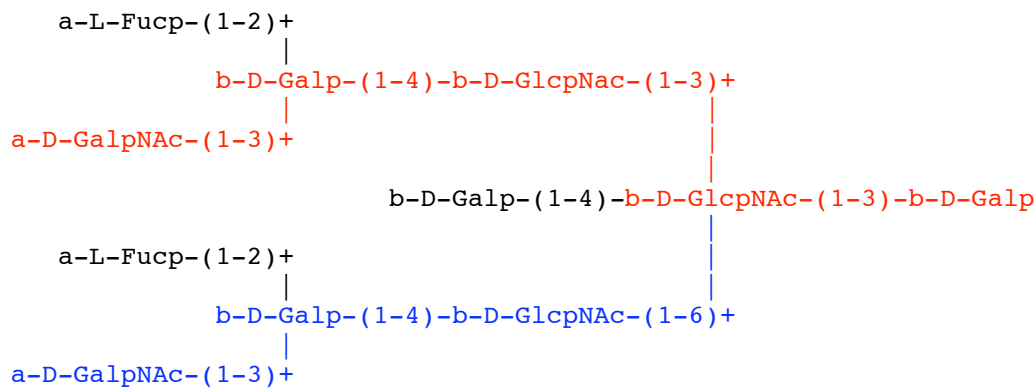 a-L-Fucp-(1-2)+
|
b-D-Galp-(1-4)-b-D-GlcpNac-(1-3)+
| |
a-D-GalpNAc-(1-3)+ |
|
b-D-Galp-(1-4)-b-D-GlcpNAc-(1-3)-b-D-Galp
|
a-L-Fucp-(1-2)+ |
| |
b-D-Galp-(1-4)-b-D-GlcpNAc-(1-6)+
|
a-D-GalpNAc-(1-3)+